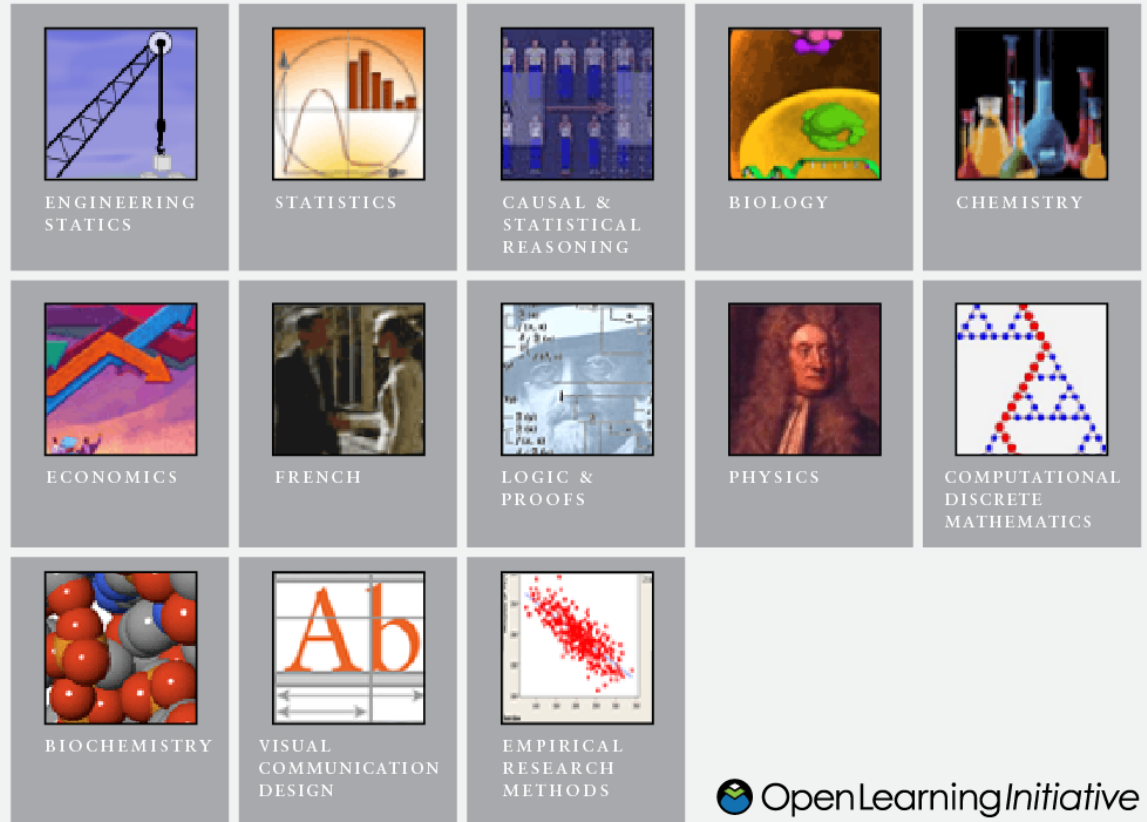 ENGINEERING
STATICS
STATISTICS
CAUSAL &
STATISTICAL
REASONING
BIOLOGY
CHEMISTRY
ECONOMICS
FRENCH
LOGIC &
PROOFS
PHYSICS
COMPUTATIONAL
DISCRETE
MATHEMATICS
BIOCHEMISTRY
Ab
VISUAL
COMMUNICATION
DESIGN
EMPIRICAL
RESEARCH
METHODS
OpenLearningInitiative